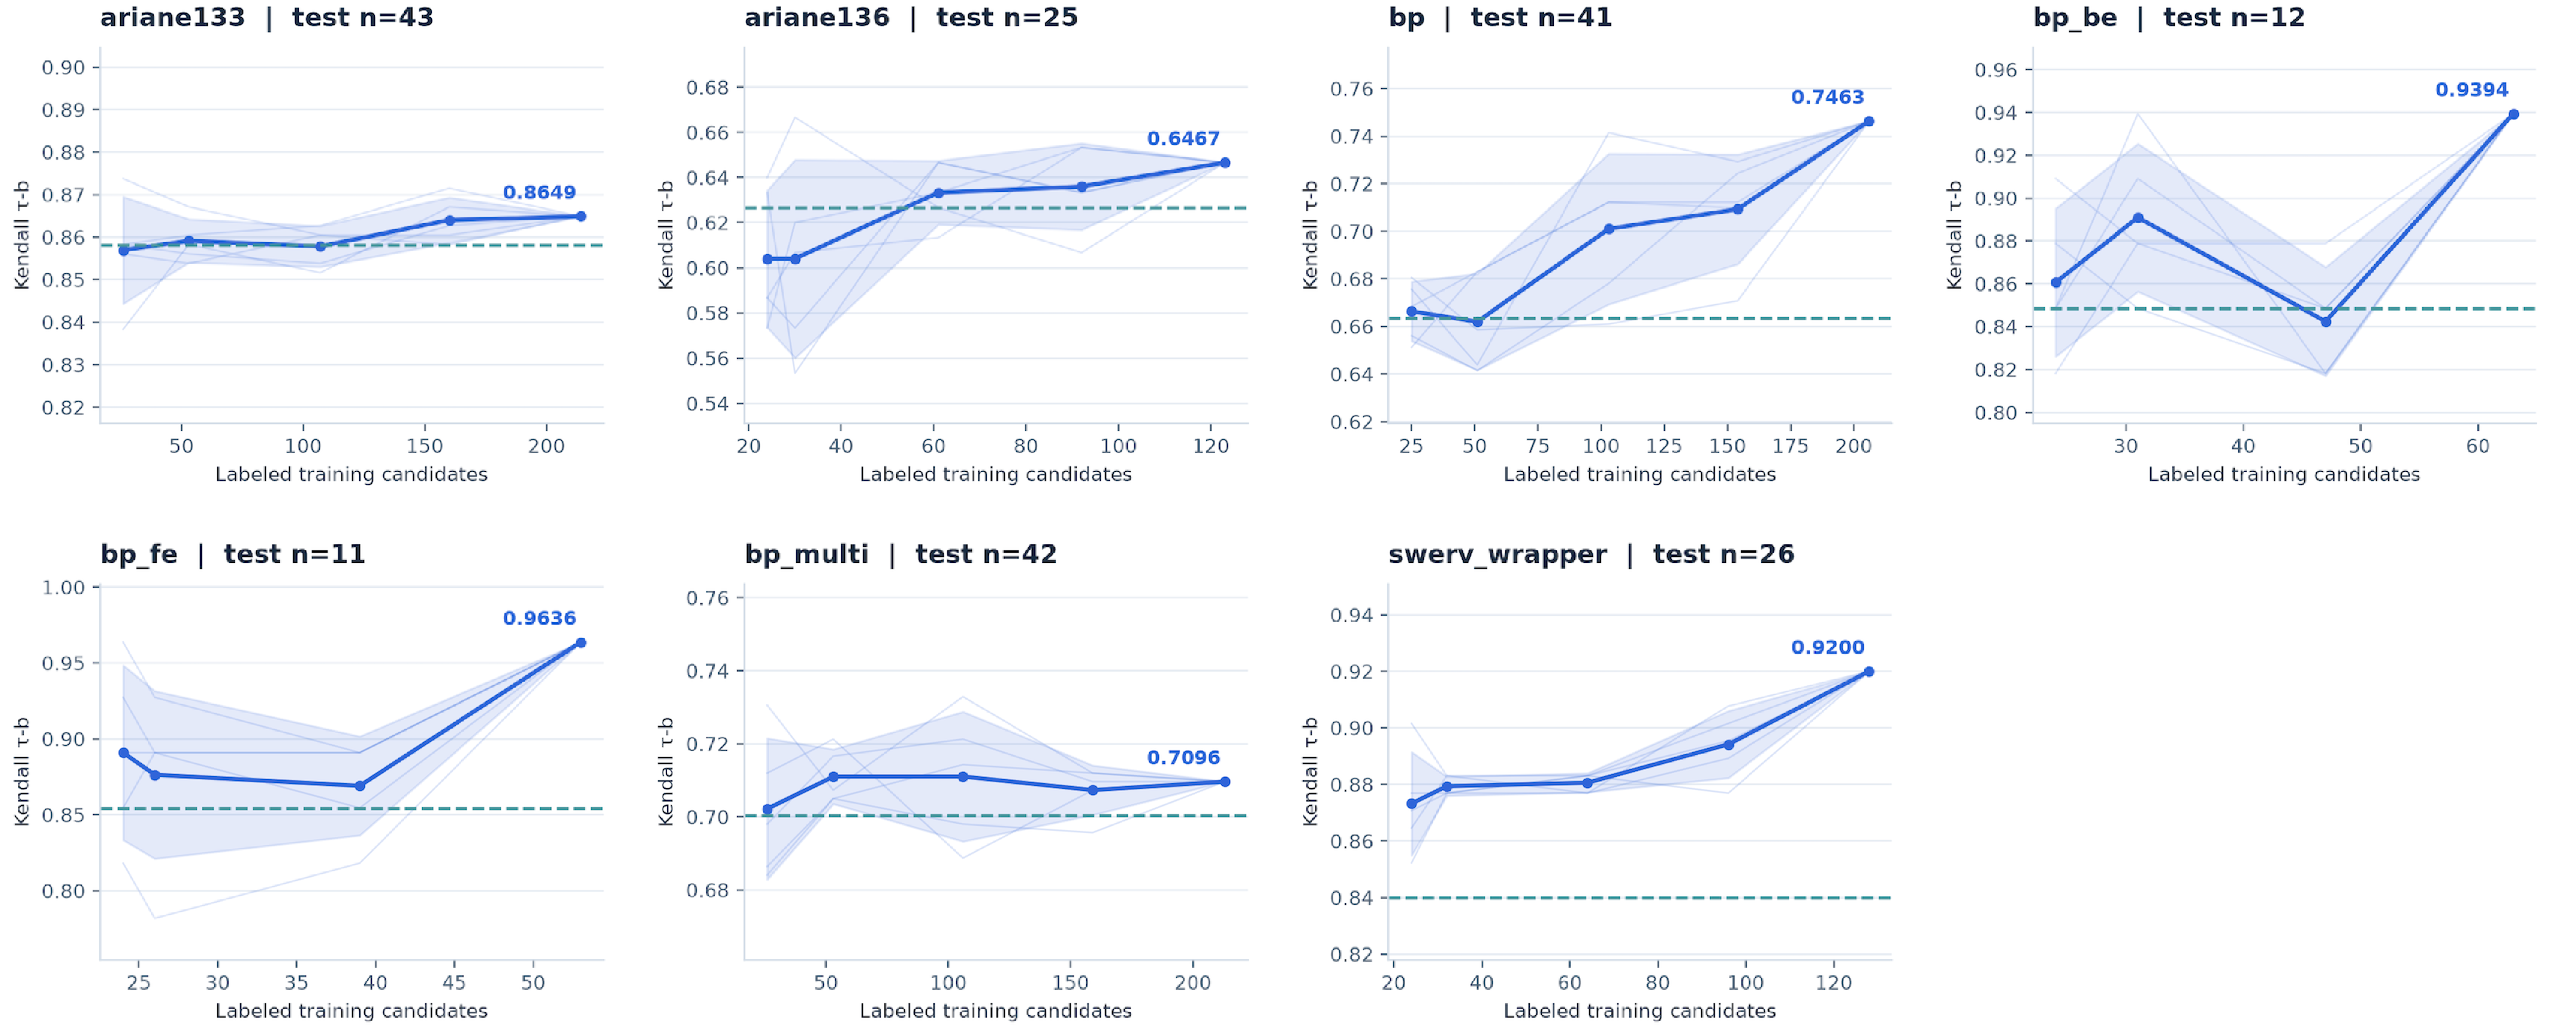 ariane133 | test n=43
0.90
0.89
0.88
0.87
0.86
0.85
0.84
0.83
0.82
Kendall τ-b
0.8649
50 100 150 200
Labeled training candidates
ariane136 | test n=25
0.68
0.66
0.64
0.62
0.60
0.58
0.56
0.54
Kendall τ-b
0.6467
20 40 60 80 100 120
Labeled training candidates
bp | test n=41
0.76
0.74
0.72
0.70
0.68
0.66
0.64
0.62
Kendall τ-b
0.7463
25 50 75 100 125 150 175 200
Labeled training candidates
bp_be | test n=12
0.96
0.94
0.92
0.90
0.88
0.86
0.84
0.82
0.80
Kendall τ-b
0.9394
30 40 50 60
Labeled training candidates
bp_fe | test n=11
1.00
0.95
0.90
0.85
0.80
Kendall τ-b
0.9636
25 30 35 40 45 50
Labeled training candidates
bp_multi | test n=42
0.76
0.74
0.72
0.70
0.68
Kendall τ-b
0.7096
50 100 150 200
Labeled training candidates
swerv_wrapper | test n=26
0.94
0.92
0.90
0.88
0.86
0.84
0.82
Kendall τ-b
0.9200
20 40 60 80 100 120
Labeled training candidates